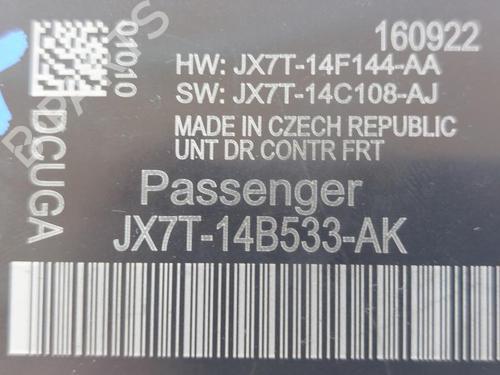 160922
01010
HW: JX7T-14F144-AA
SW: JX7T-14C108-AJ
MADE IN CZECH REPUBLIC
UNT DR CONTR FRT
DCUGA
Passenger
JX7T-14B533-AK